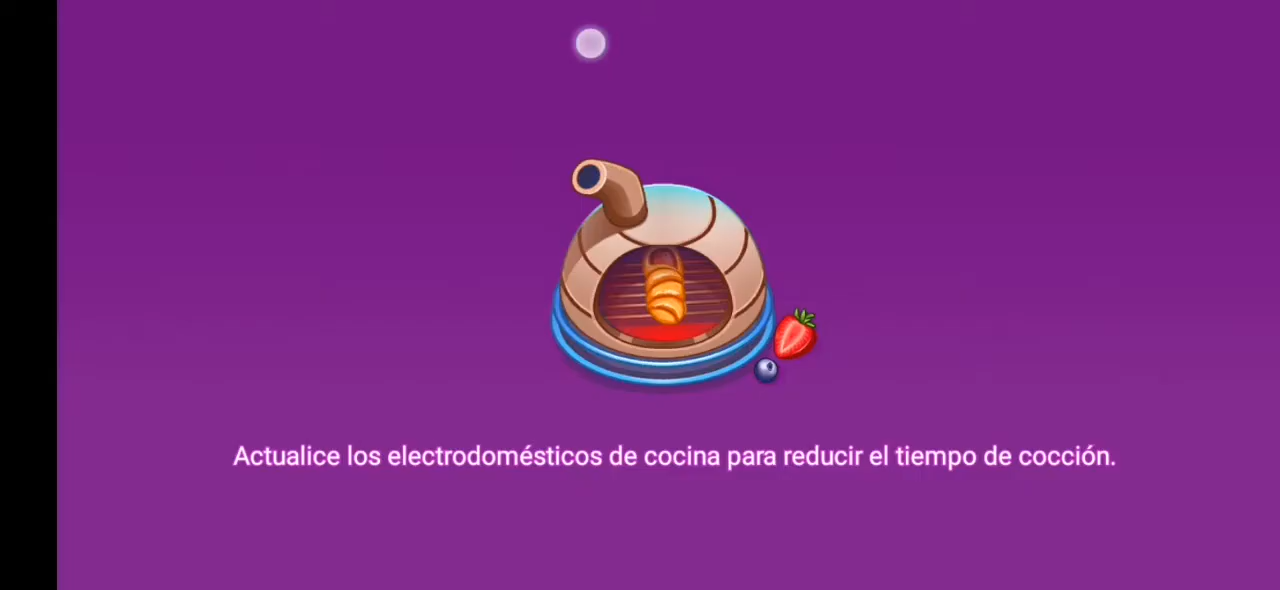 Actualice los electrodomésticos de cocina para reducir el tiempo de cocción.